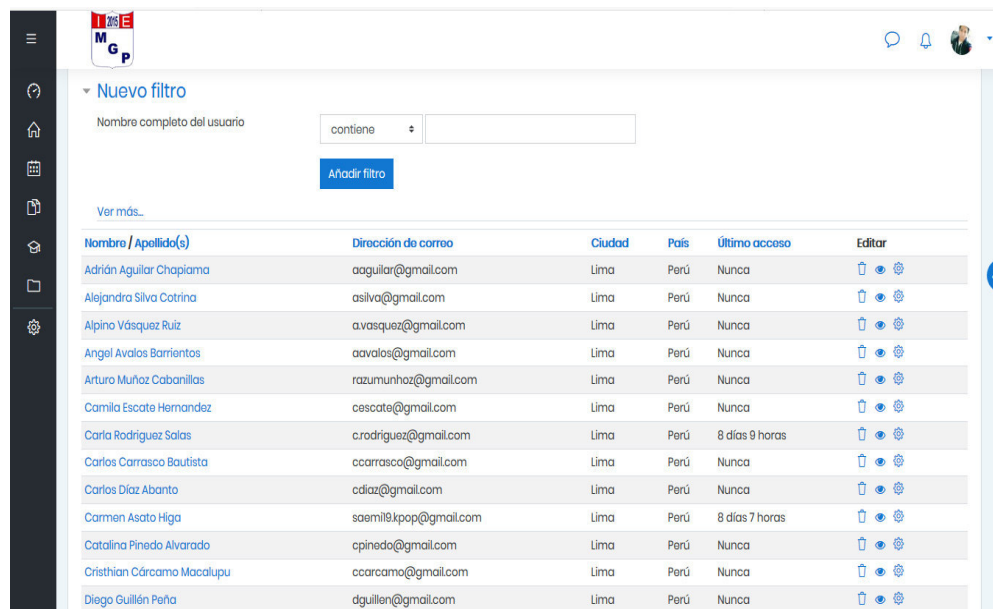 I 2015 E
M
G
P
Nuevo filtro
Nombre completo del usuario contiene
Añadir filtro
Ver más...
Nombre / Apellido(s) Dirección de correo Ciudad País Último acceso Editar
Adrián Aguilar Chapiama aaguilar@gmail.com Lima Perú Nunca
Alejandra Silva Cotrina asilva@gmail.com Lima Perú Nunca
Alpino Vásquez Ruiz a.vasquez@gmail.com Lima Perú Nunca
Angel Avalos Barrientos aavalos@gmail.com Lima Perú Nunca
Arturo Muñoz Cabanillas razumunhoz@gmail.com Lima Perú Nunca
Camila Escate Hernandez cescate@gmail.com Lima Perú Nunca
Carla Rodriguez Salas c.rodriguez@gmail.com Lima Perú 8 días 9 horas
Carlos Carrasco Bautista ccarrasco@gmail.com Lima Perú Nunca
Carlos Díaz Abanto cdiaz@gmail.com Lima Perú Nunca
Carmen Asato Higa saemi19.kpop@gmail.com Lima Perú 8 días 7 horas
Catalina Pinedo Alvarado cpinedo@gmail.com Lima Perú Nunca
Cristhian Cárcamo Macalupu ccarcamo@gmail.com Lima Perú Nunca
Diego Guillén Peña dguillen@gmail.com Lima Perú Nunca